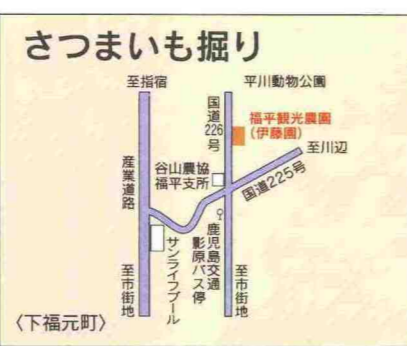 さつまいも掘り
至指宿
平川動物公園
国道226号
福平観光農園
(伊藤園)
至川辺
産業道路
谷山農協
福平支所
国道225号
サンライフプール
鹿児島交通
影原バス停
至市街地
至市街地
〈下福元町〉